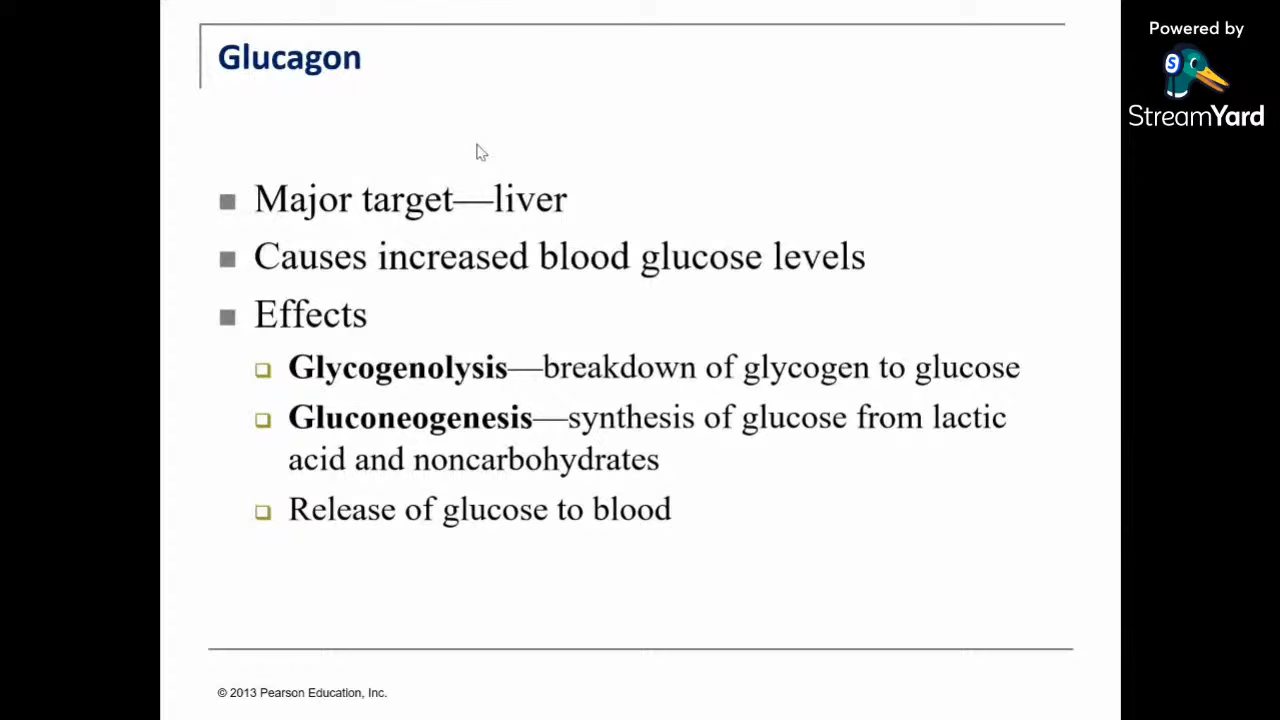 Glucagon
Powered by
S
StreamYard
Major target—liver
Causes increased blood glucose levels
Effects
Glycogenolysis—breakdown of glycogen to glucose
Gluconeogenesis—synthesis of glucose from lactic
acid and noncarbohydrates
Release of glucose to blood
© 2013 Pearson Education, Inc.